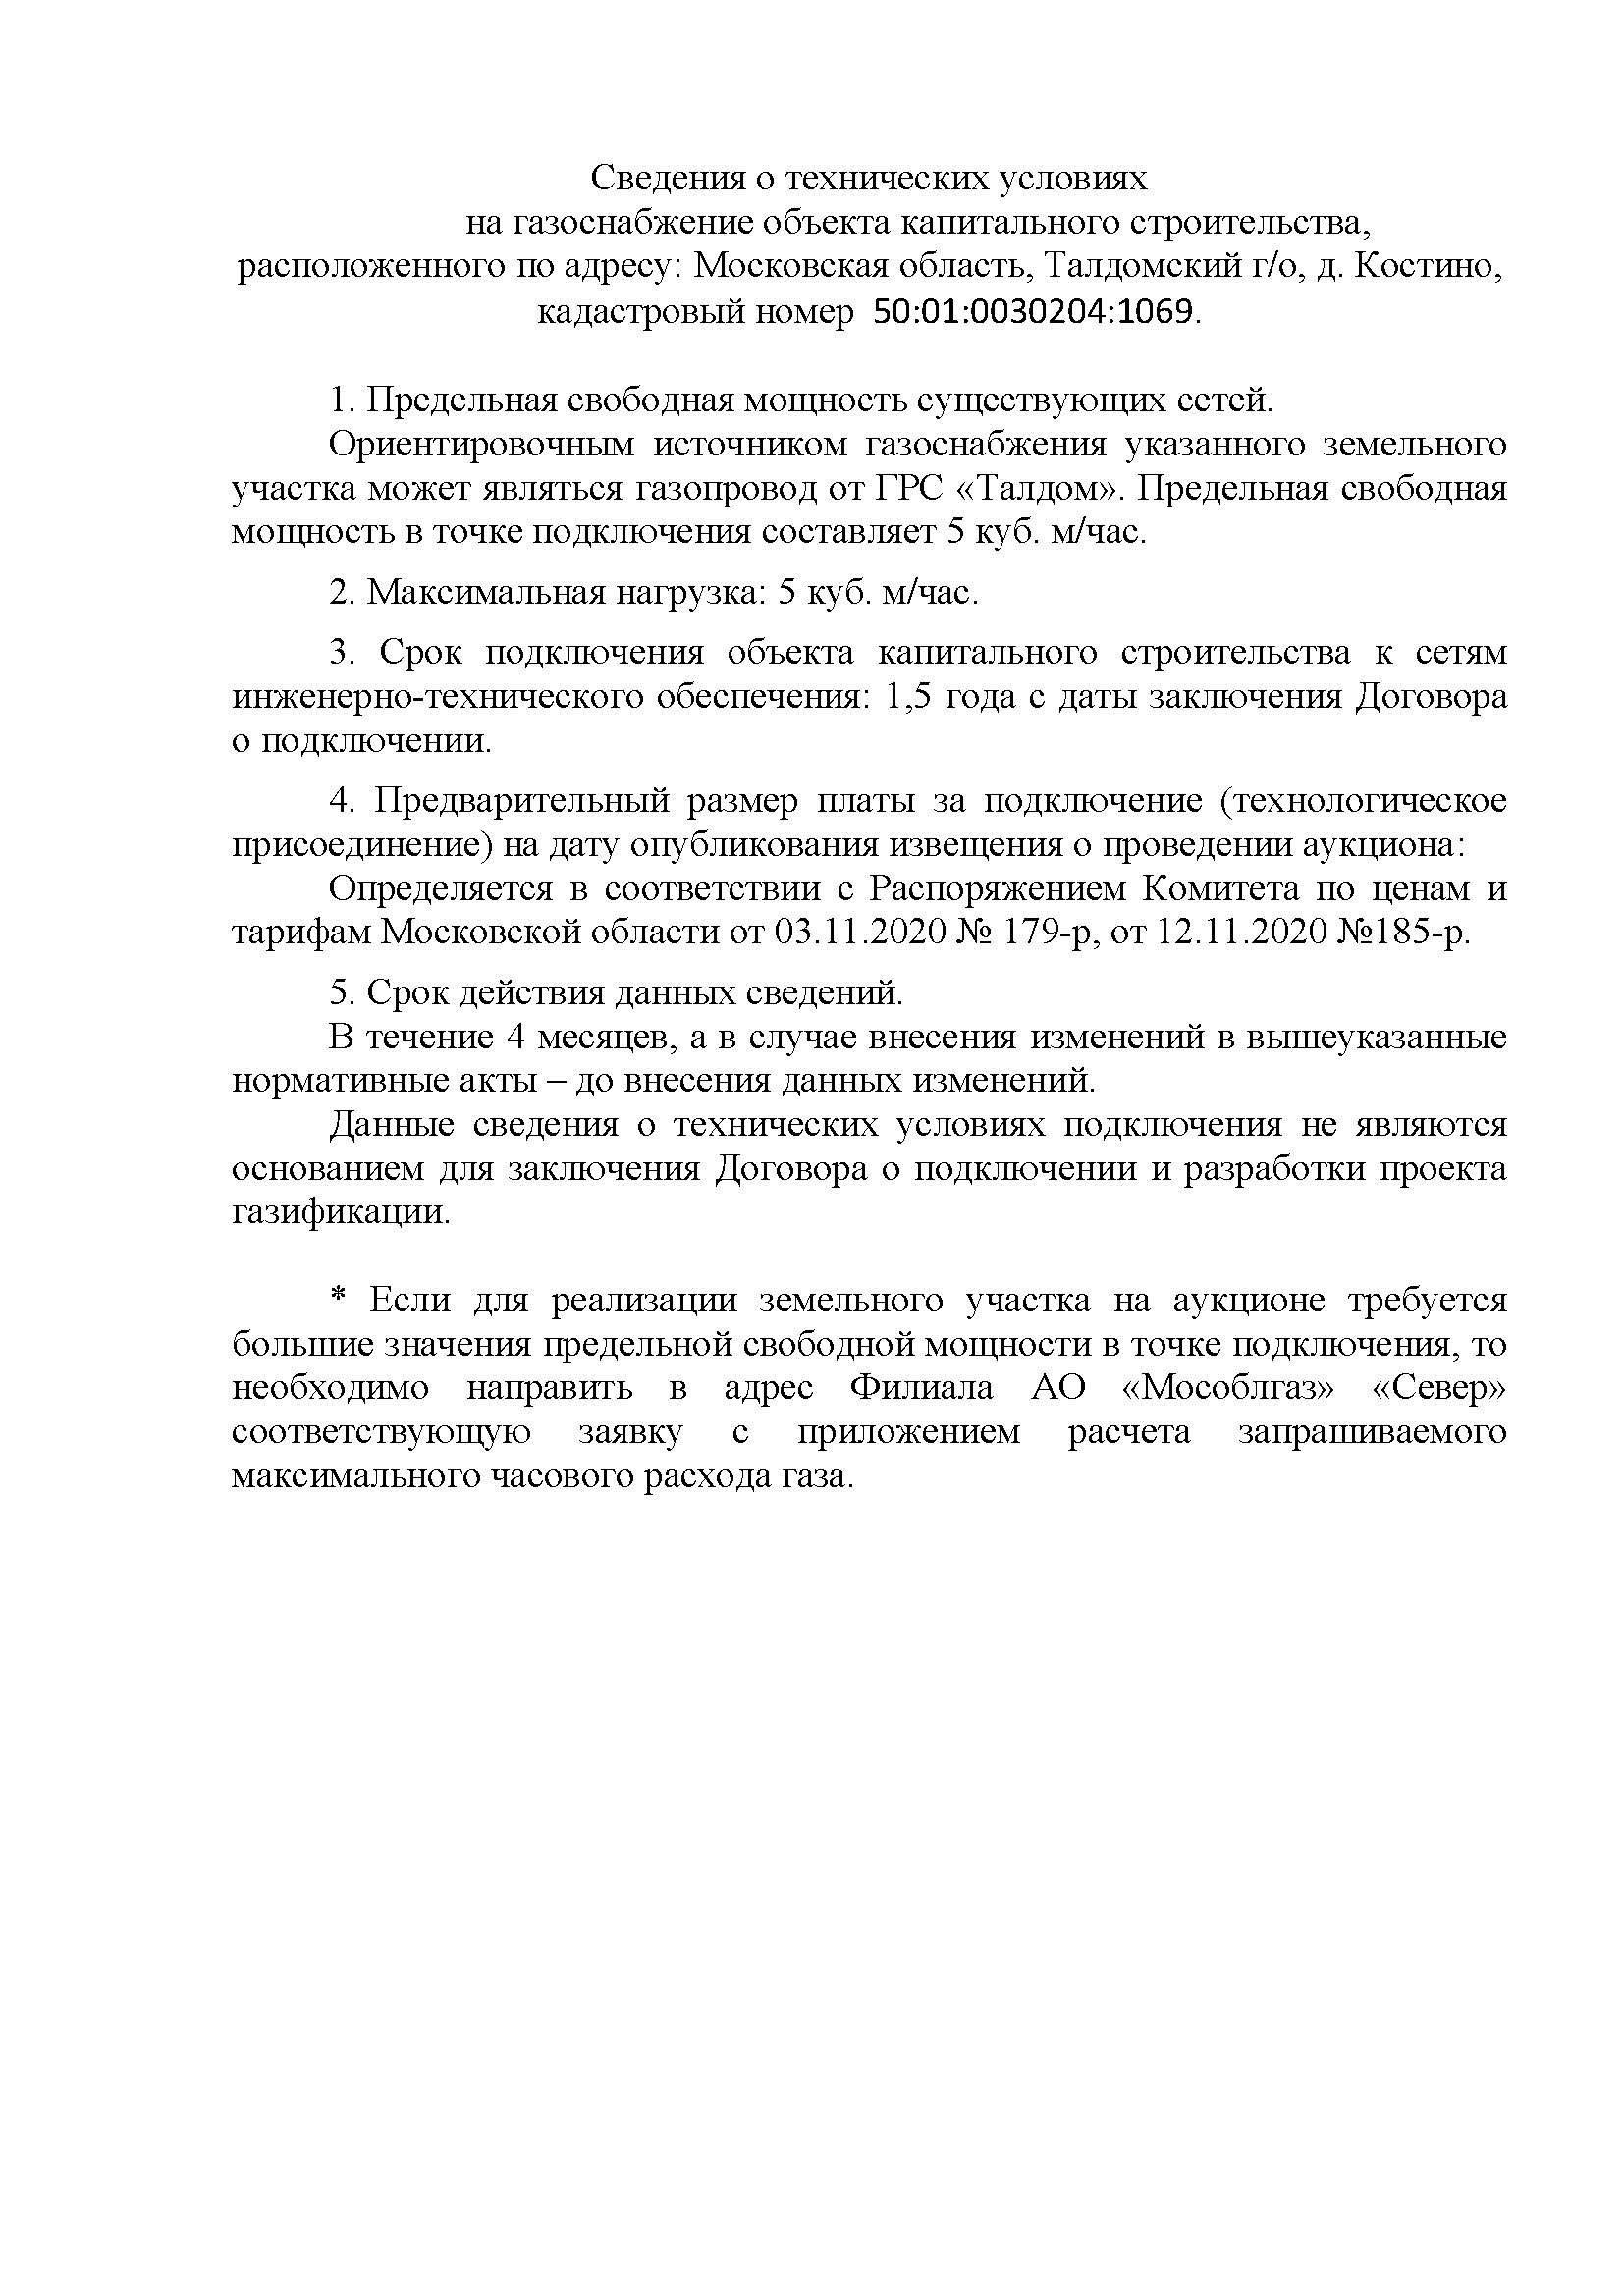 Сведения о технических условиях
на газоснабжение объекта капитального строительства,
расположенного по адресу: Московская область, Талдомский г/о, д. Костино,
кадастровый номер  50:01:0030204:1069.
1. Предельная свободная мощность существующих сетей.
Ориентировочным источником газоснабжения указанного земельного
участка может являться газопровод от ГРС «Талдом». Предельная свободная
мощность в точке подключения составляет 5 куб. м/час.
2. Максимальная нагрузка: 5 куб. м/час.
3. Срок подключения объекта капитального строительства к сетям
инженерно-технического обеспечения: 1,5 года с даты заключения Договора
о подключении.
4. Предварительный размер платы за подключение (технологическое
присоединение) на дату опубликования извещения о проведении аукциона:
Определяется в соответствии с Распоряжением Комитета по ценам и
тарифам Московской области от 03.11.2020 № 179-р, от 12.11.2020 №185-р.
5. Срок действия данных сведений.
В течение 4 месяцев, а в случае внесения изменений в вышеуказанные
нормативные акты – до внесения данных изменений.
Данные сведения о технических условиях подключения не являются
основанием для заключения Договора о подключении и разработки проекта
газификации.
* Если для реализации земельного участка на аукционе требуется
большие значения предельной свободной мощности в точке подключения, то
необходимо направить в адрес Филиала АО «Мособлгаз» «Север»
соответствующую заявку с приложением расчета запрашиваемого
максимального часового расхода газа.